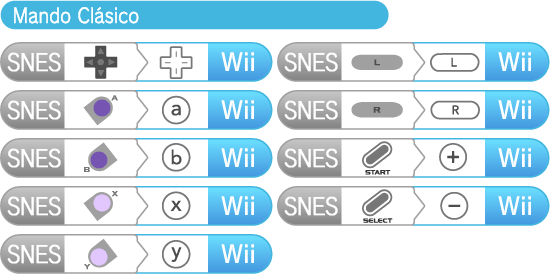 Mando Clásico
SNES Wii
SNES A a Wii
SNES B b Wii
SNES X x Wii
SNES Y y Wii
SNES L L Wii
SNES R R Wii
SNES START + Wii
SNES SELECT − Wii